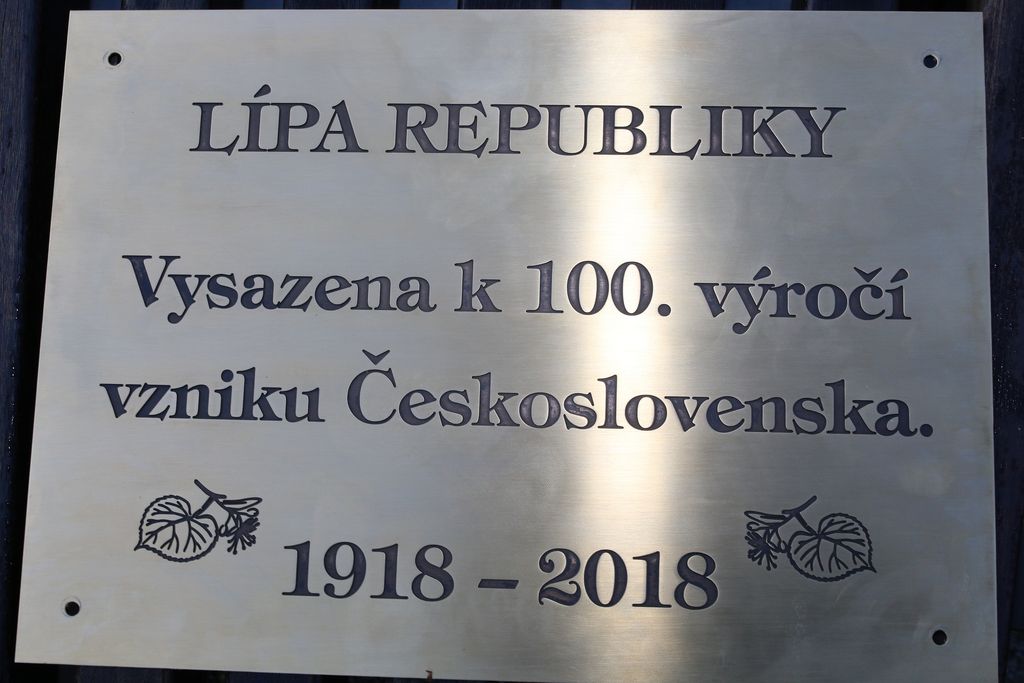 LÍPA REPUBLIKY
Vysazena k 100. výročí
vzniku Československa.
1918 – 2018